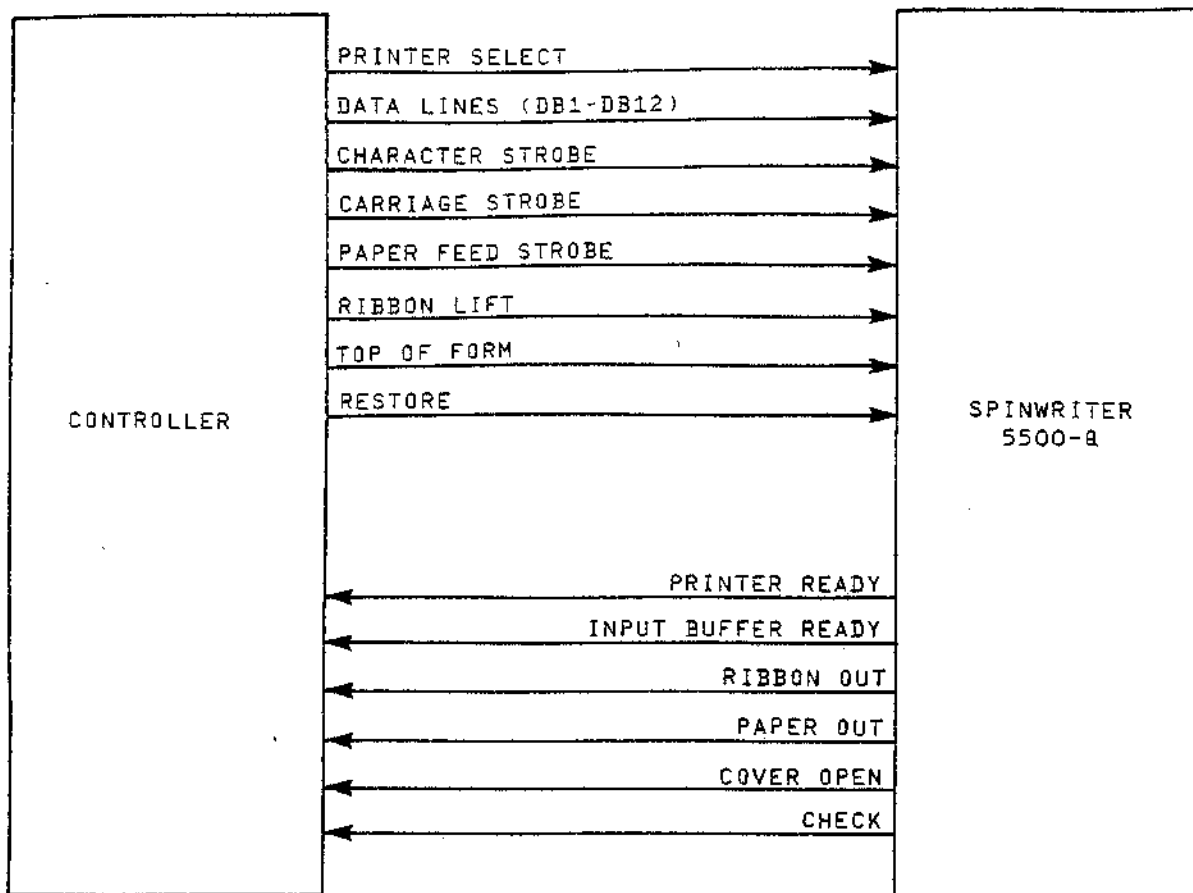 PRINTER SELECT
DATA LINES (DB1-DB12)
CHARACTER STROBE
CARRIAGE STROBE
PAPER FEED STROBE
RIBBON LIFT
TOP OF FORM
RESTORE
CONTROLLER
SPINWRITER
5500-Q
PRINTER READY
INPUT BUFFER READY
RIBBON OUT
PAPER OUT
COVER OPEN
CHECK